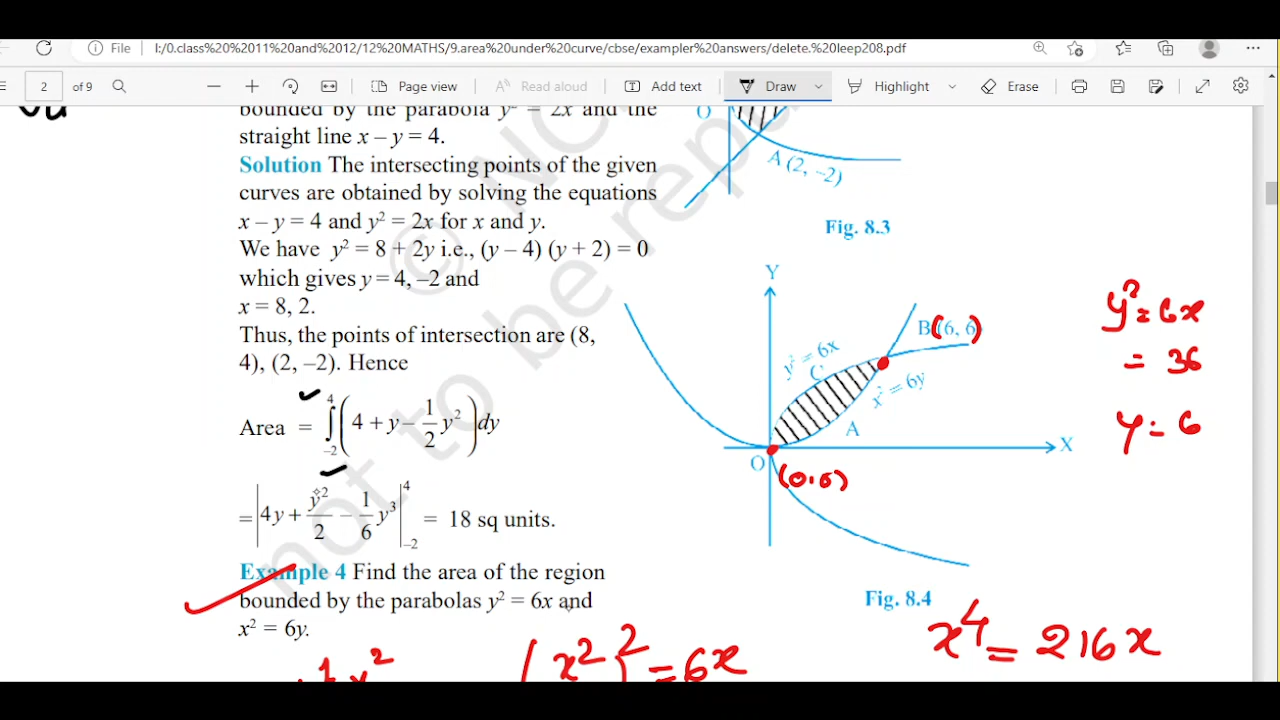 File
I:/0.class%20%2011%20and%2012/12%20MATHS/9.area%20under%20curve/cbse/exampler%20answers/delete.%20leep208.pdf
2 of 9
Page view
Read aloud
Add text
Draw
Highlight
Erase
bounded by the parabola y² = 2x and the
straight line x – y = 4.
Solution The intersecting points of the given
curves are obtained by solving the equations
x – y = 4 and y² = 2x for x and y.
We have y² = 8 + 2y i.e., (y – 4) (y + 2) = 0
which gives y = 4, –2 and
x = 8, 2.
Thus, the points of intersection are (8,
4), (2, –2). Hence
Area = ∫₋₂⁴ (4 + y – 1/2 y²) dy
= |4y + y²/2 – 1/6 y³|₋₂⁴ = 18 sq units.
Example 4 Find the area of the region
bounded by the parabolas y² = 6x and
x² = 6y.
O
A (2, –2)
Fig. 8.3
Y
B(6, 6)
y² = 6x
C
x² = 6y
A
X
O
(0,0)
Fig. 8.4
y² = 6x
= 36
y = 6
x⁴ = 216x
x²)² = 6x
© NC
not to be repu